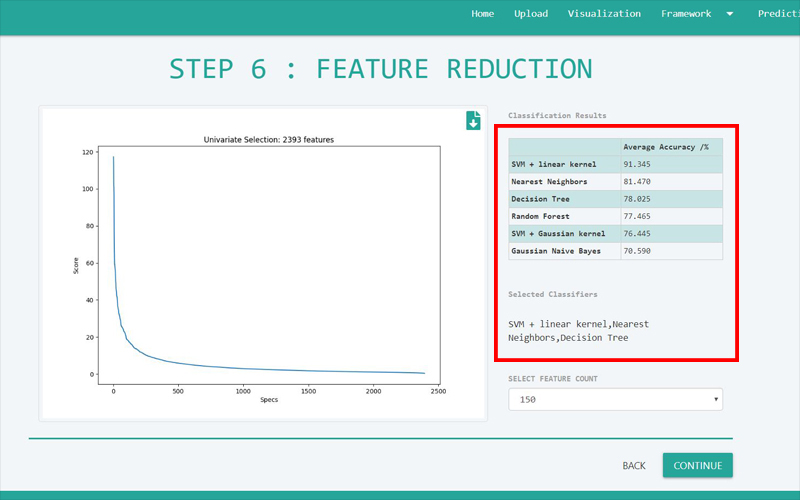 Home Upload Visualization Framework
STEP 6 : FEATURE REDUCTION
Univariate Selection: 2393 features
120
100
80
60
40
20
0
Score
0 500 1000 1500 2000 2500
Specs
Classification Results
Average Accuracy /%
SVM + linear kernel 91.345
Nearest Neighbors 81.470
Decision Tree 78.025
Random Forest 77.465
SVM + Gaussian kernel 76.445
Gaussian Naive Bayes 70.590
Selected Classifiers
SVM + linear kernel,Nearest
Neighbors,Decision Tree
SELECT FEATURE COUNT
150
BACK CONTINUE